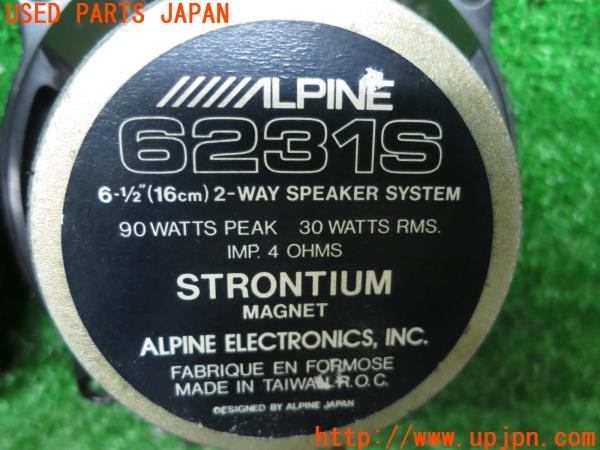 USED PARTS JAPAN
ALPINE
6231S
6-½"(16cm) 2-WAY SPEAKER SYSTEM
90 WATTS PEAK 30 WATTS RMS.
IMP. 4 OHMS
STRONTIUM
MAGNET
ALPINE ELECTRONICS, INC.
FABRIQUE EN FORMOSE
MADE IN TAIWAN R.O.C.
©DESIGNED BY ALPINE JAPAN
http://www.upjpn.com